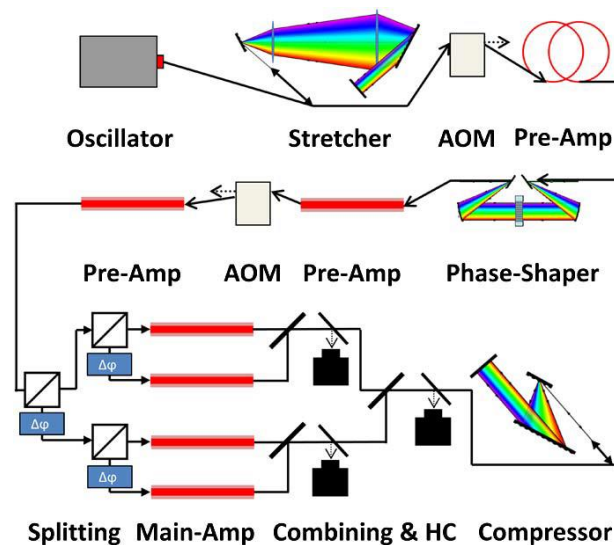 Oscillator Stretcher AOM Pre-Amp
Pre-Amp AOM Pre-Amp Phase-Shaper
Δφ
Δφ
Δφ
Splitting Main-Amp Combining & HC Compressor